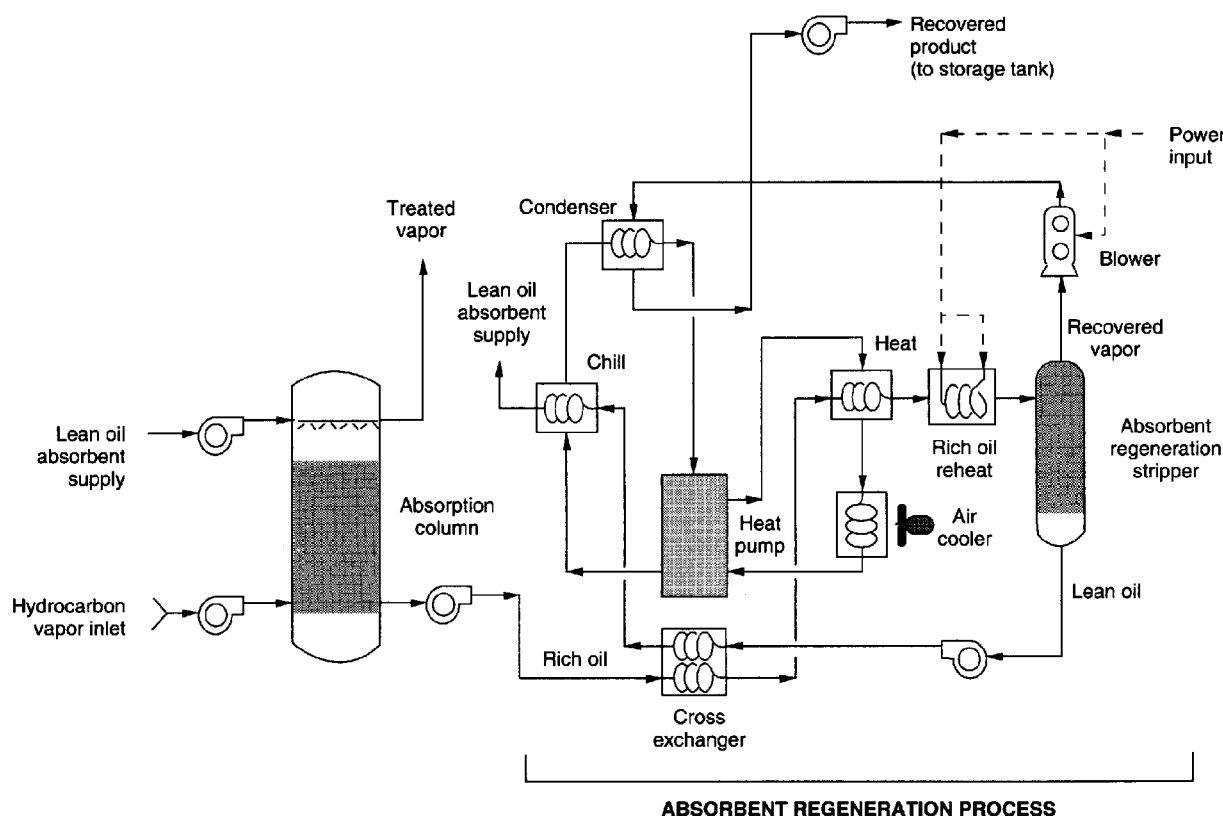 Recovered
product
(to storage tank)
Power
input
Treated
vapor
Condenser
Blower
Lean oil
absorbent
supply
Recovered
vapor
Chill
Heat
Lean oil
absorbent
supply
Absorption
column
Rich oil
reheat
Absorbent
regeneration
stripper
Heat
pump
Air
cooler
Hydrocarbon
vapor inlet
Lean oil
Rich oil
Cross
exchanger
ABSORBENT REGENERATION PROCESS